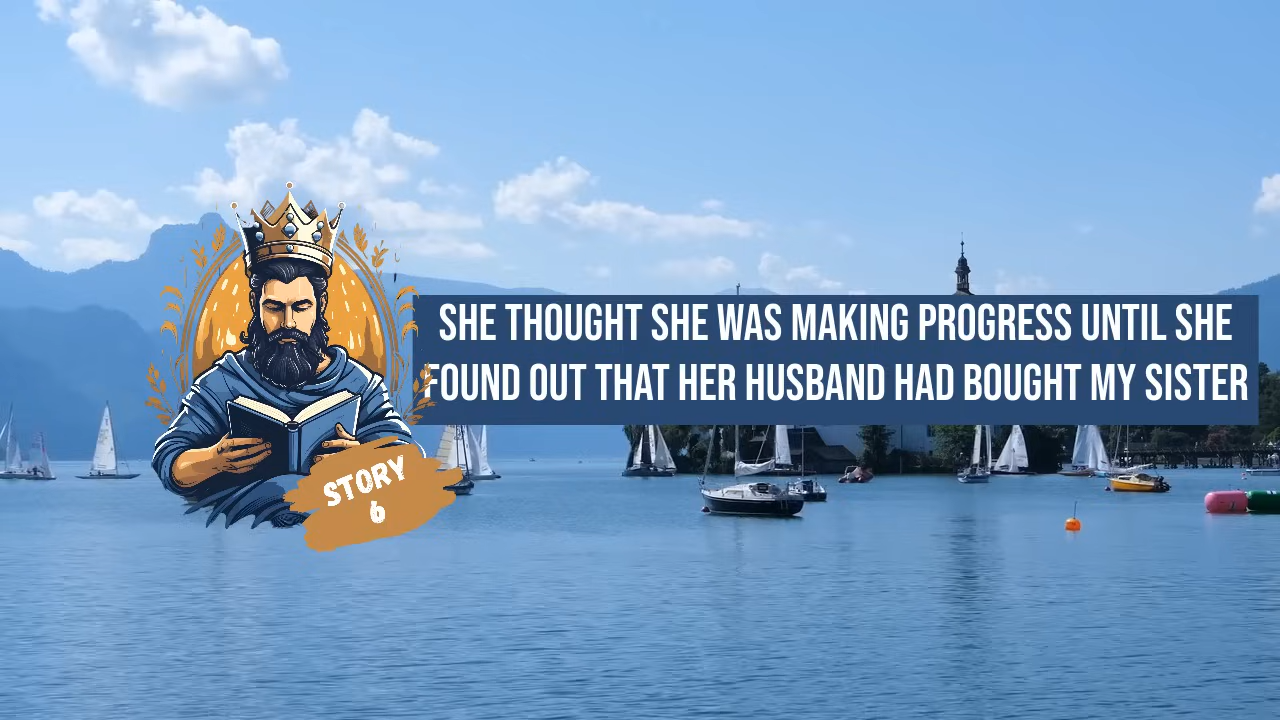 SHE THOUGHT SHE WAS MAKING PROGRESS UNTIL SHE
FOUND OUT THAT HER HUSBAND HAD BOUGHT MY SISTER
STORY
6